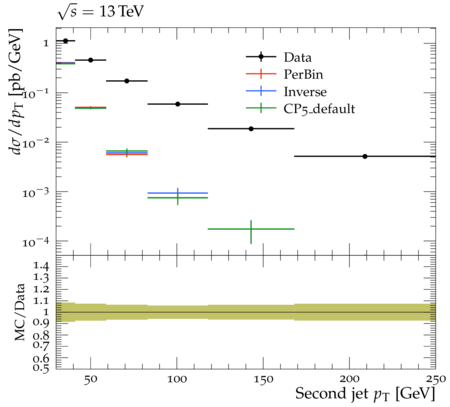 √s = 13 TeV
dσ/dp_T [pb/GeV]
1
10⁻¹
10⁻²
10⁻³
10⁻⁴
Data
PerBin
Inverse
CP5_default
MC/Data
1.4
1.3
1.2
1.1
1
0.9
0.8
0.7
0.6
0.5
50 100 150 200 250
Second jet p_T [GeV]